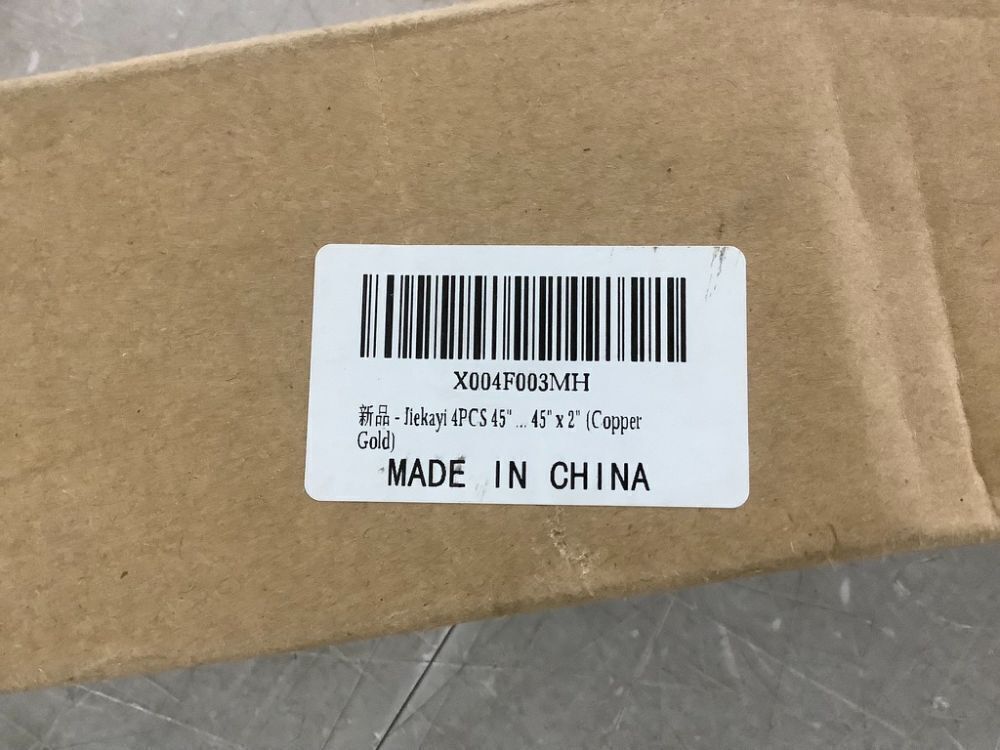 X004F003MH
新品 - Jiekayi 4PCS 45" ... 45" x 2" (Copper
Gold)
MADE IN CHINA